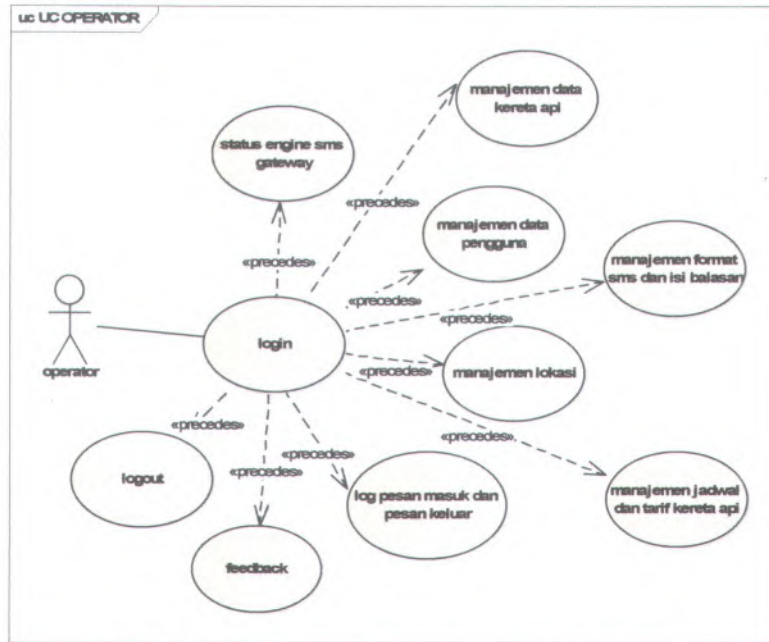 uc UC OPERATOR
manajemen data
kereta api
status engine sms
gateway
«precedes»
manajemen data
pengguna
manajemen format
sms dan isi balasan
«precedes»
«precedes»
«precedes»
login
operator
manajemen lokasi
«precedes»
«precedes»
«precedes»
«precedes»
«precedes»
logout
log pesan masuk dan
pesan keluar
manajemen jadwal
dan tarif kereta api
feedback